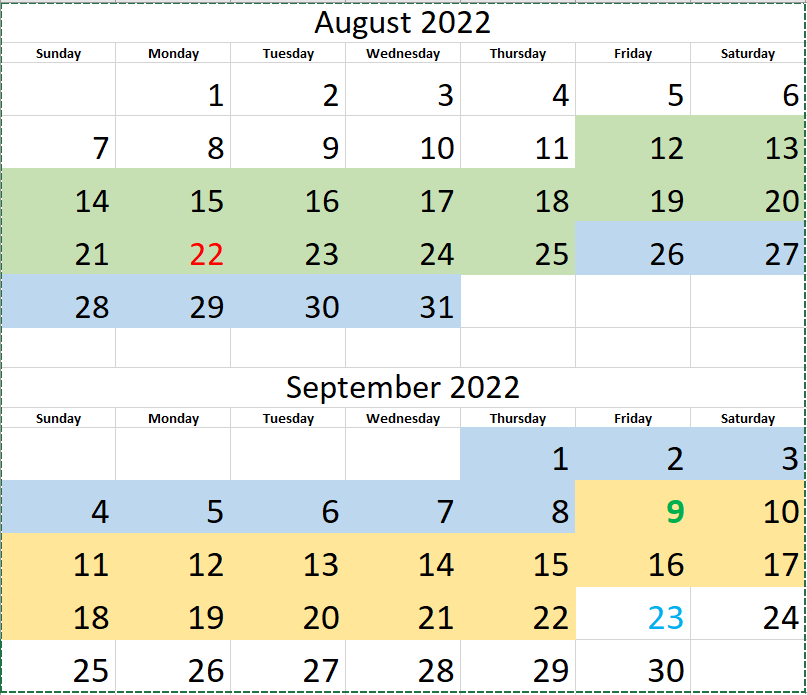 August 2022
Sunday Monday Tuesday Wednesday Thursday Friday Saturday
1 2 3 4 5 6
7 8 9 10 11 12 13
14 15 16 17 18 19 20
21 22 23 24 25 26 27
28 29 30 31
September 2022
Sunday Monday Tuesday Wednesday Thursday Friday Saturday
1 2 3
4 5 6 7 8 9 10
11 12 13 14 15 16 17
18 19 20 21 22 23 24
25 26 27 28 29 30